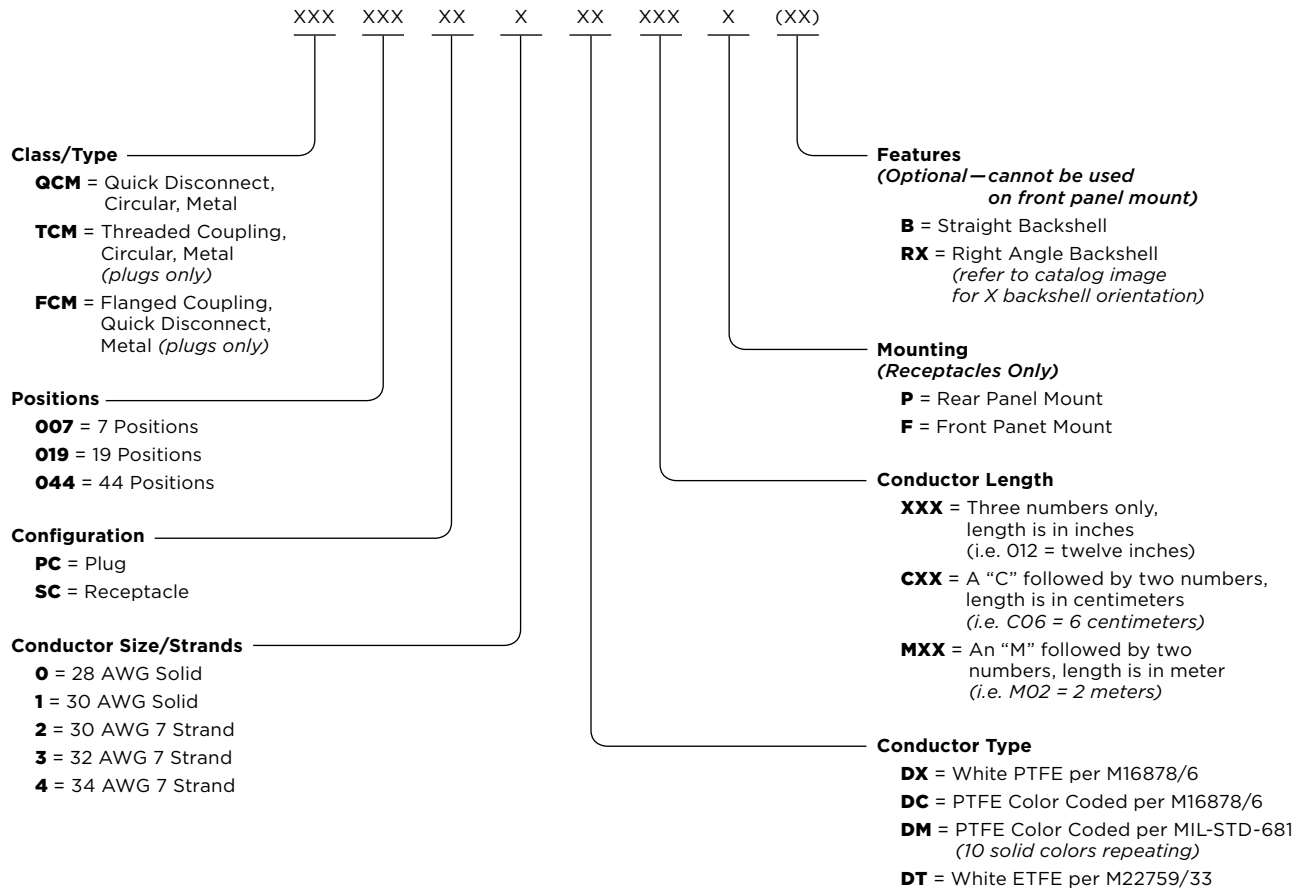 XXX XXX XX X XX XXX X (XX)
Class/Type
QCM = Quick Disconnect,
Circular, Metal
TCM = Threaded Coupling,
Circular, Metal
(plugs only)
FCM = Flanged Coupling,
Quick Disconnect,
Metal (plugs only)
Positions
007 = 7 Positions
019 = 19 Positions
044 = 44 Positions
Configuration
PC = Plug
SC = Receptacle
Conductor Size/Strands
0 = 28 AWG Solid
1 = 30 AWG Solid
2 = 30 AWG 7 Strand
3 = 32 AWG 7 Strand
4 = 34 AWG 7 Strand
Features
(Optional—cannot be used
on front panel mount)
B = Straight Backshell
RX = Right Angle Backshell
(refer to catalog image
for X backshell orientation)
Mounting
(Receptacles Only)
P = Rear Panel Mount
F = Front Panet Mount
Conductor Length
XXX = Three numbers only,
length is in inches
(i.e. 012 = twelve inches)
CXX = A “C” followed by two numbers,
length is in centimeters
(i.e. C06 = 6 centimeters)
MXX = An “M” followed by two
numbers, length is in meter
(i.e. M02 = 2 meters)
Conductor Type
DX = White PTFE per M16878/6
DC = PTFE Color Coded per M16878/6
DM = PTFE Color Coded per MIL-STD-681
(10 solid colors repeating)
DT = White ETFE per M22759/33